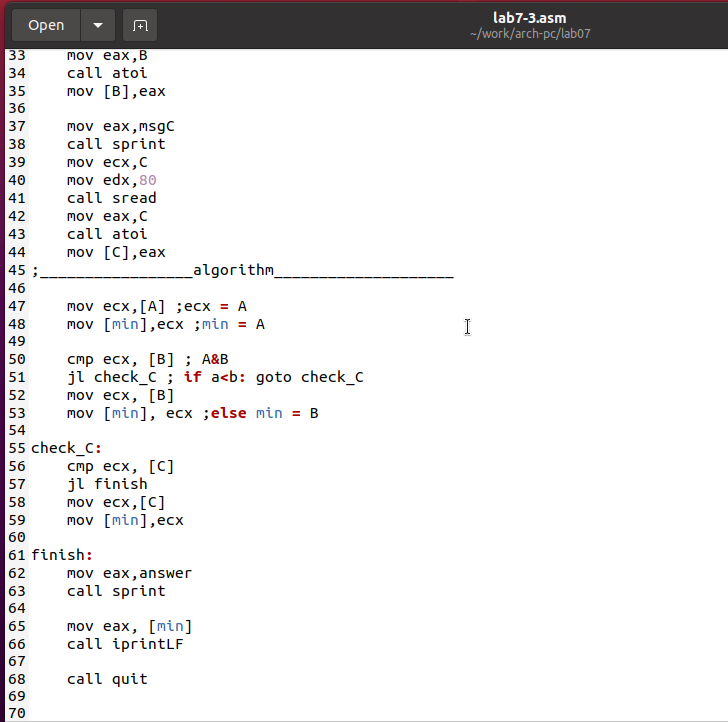 Open
lab7-3.asm
~/work/arch-pc/lab07
33 mov eax,B
34 call atoi
35 mov [B],eax
36
37 mov eax,msgC
38 call sprint
39 mov ecx,C
40 mov edx,80
41 call sread
42 mov eax,C
43 call atoi
44 mov [C],eax
45 ;_________________algorithm____________________
46
47 mov ecx,[A] ;ecx = A
48 mov [min],ecx ;min = A
49
50 cmp ecx, [B] ; A&B
51 jl check_C ; if a<b: goto check_C
52 mov ecx, [B]
53 mov [min], ecx ;else min = B
54
55 check_C:
56 cmp ecx, [C]
57 jl finish
58 mov ecx,[C]
59 mov [min],ecx
60
61 finish:
62 mov eax,answer
63 call sprint
64
65 mov eax, [min]
66 call iprintLF
67
68 call quit
69
70